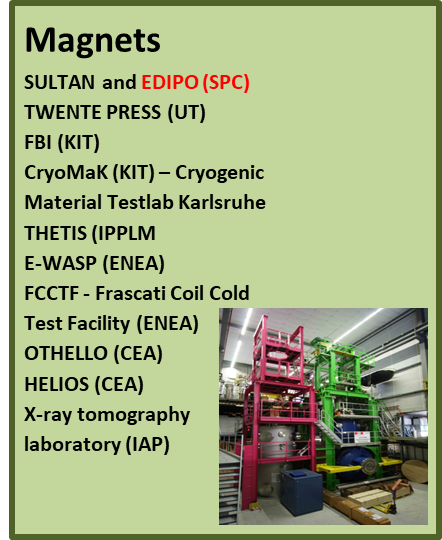 Magnets
SULTAN and EDIPO (SPC)
TWENTE PRESS (UT)
FBI (KIT)
CryoMaK (KIT) – Cryogenic
Material Testlab Karlsruhe
THETIS (IPPLM
E-WASP (ENEA)
FCCTF - Frascati Coil Cold
Test Facility (ENEA)
OTHELLO (CEA)
HELIOS (CEA)
X-ray tomography
laboratory (IAP)